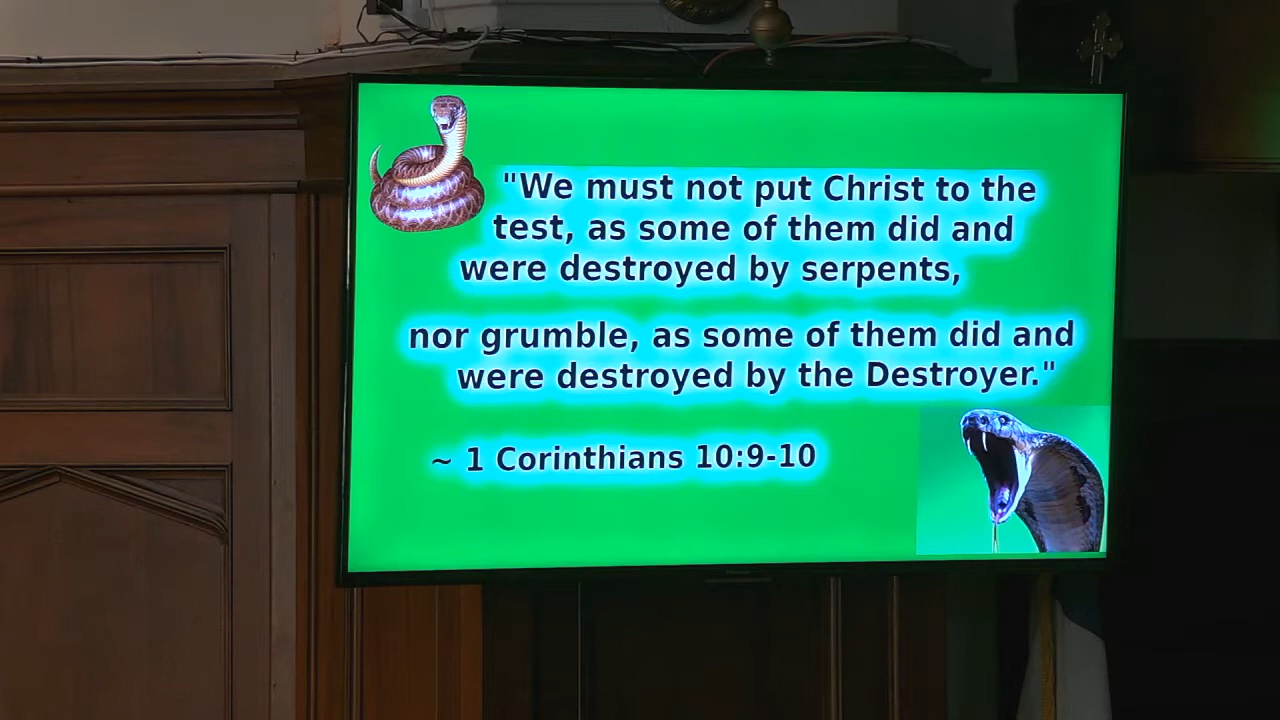 "We must not put Christ to the
test, as some of them did and
were destroyed by serpents,
nor grumble, as some of them did and
were destroyed by the Destroyer."
~ 1 Corinthians 10:9-10